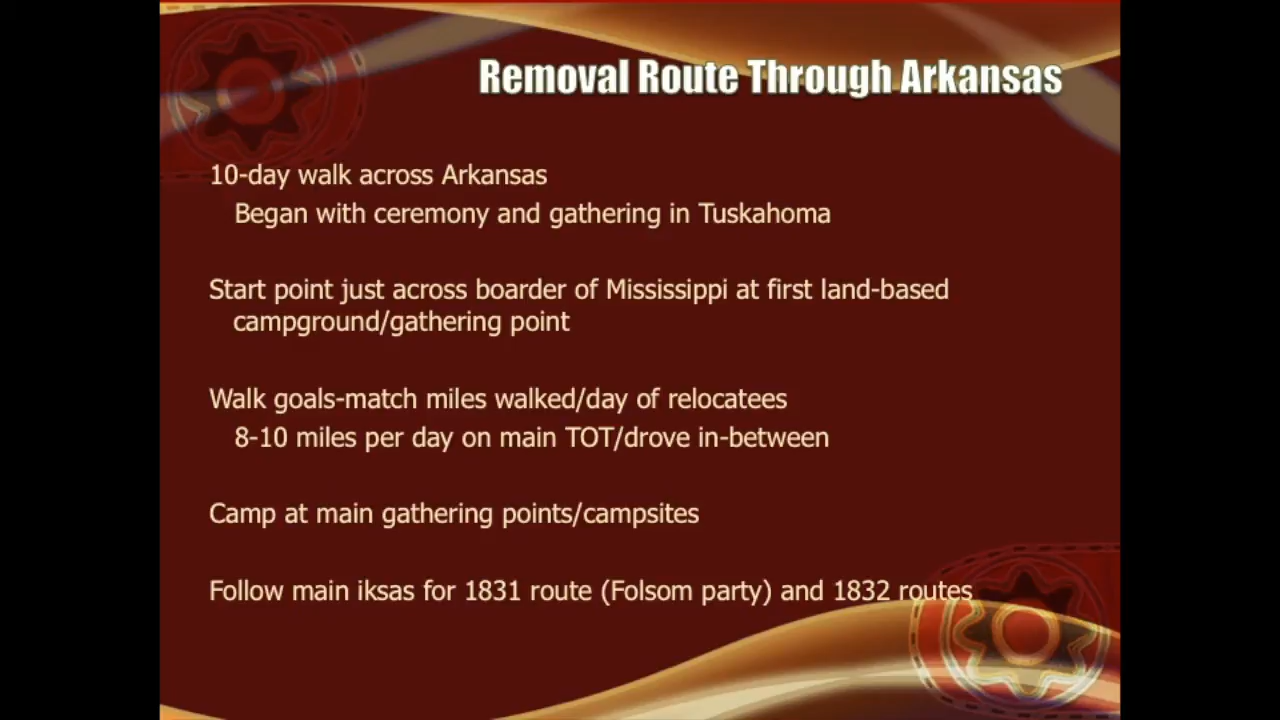 Removal Route Through Arkansas
10-day walk across Arkansas
Began with ceremony and gathering in Tuskahoma
Start point just across boarder of Mississippi at first land-based
campground/gathering point
Walk goals-match miles walked/day of relocatees
8-10 miles per day on main TOT/drove in-between
Camp at main gathering points/campsites
Follow main iksas for 1831 route (Folsom party) and 1832 routes